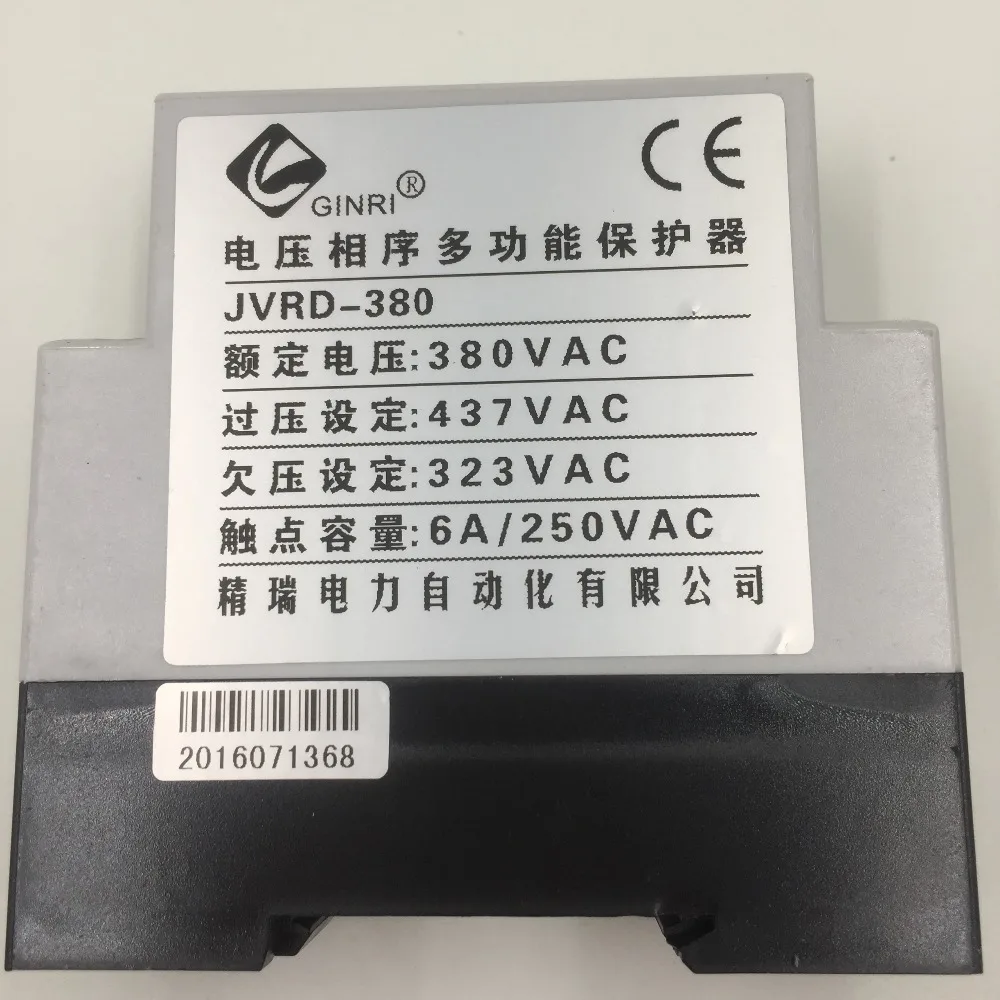 GINRI®
CE
电压相序多功能保护器
JVRD-380
额定电压:380VAC
过压设定:437VAC
欠压设定:323VAC
触点容量:6A/250VAC
精瑞电力自动化有限公司
2016071368